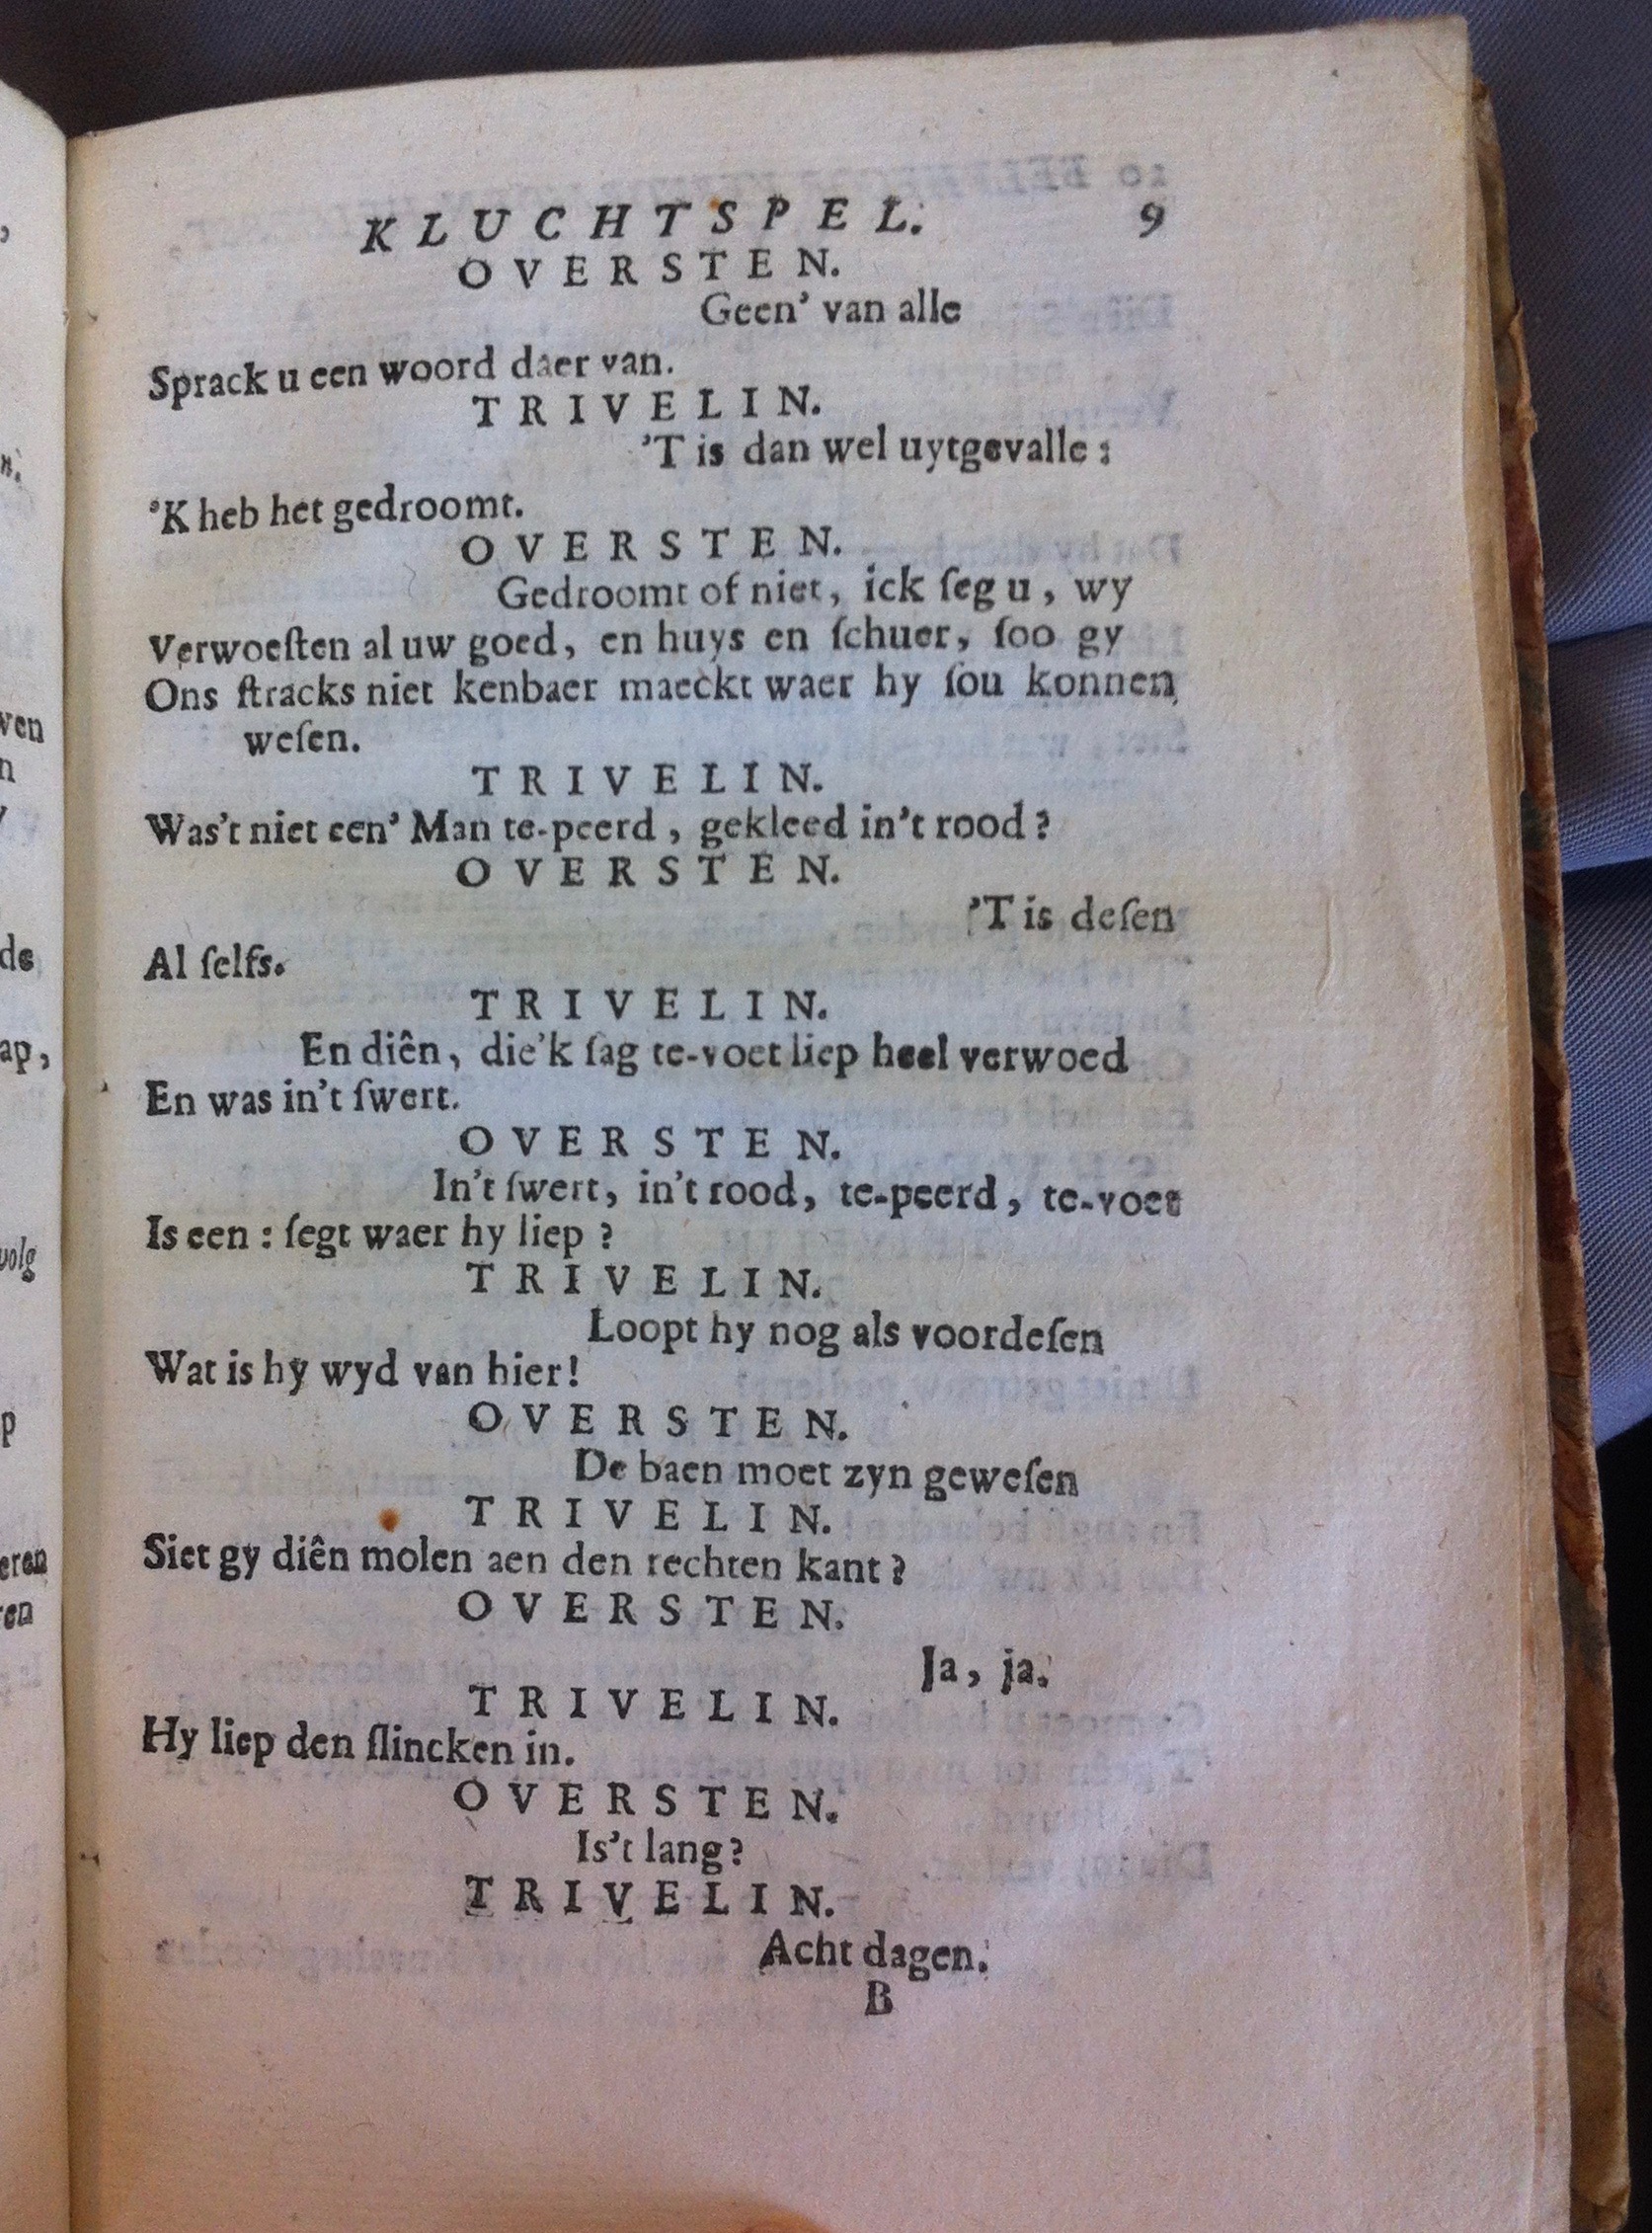 KLUCHTSPEL. 9
OVERSTEN.
Geen' van alle
Sprack u een woord daer van.
TRIVELIN.
'T is dan wel uytgevalle:
'K heb het gedroomt.
OVERSTEN.
Gedroomt of niet, ick ſeg u, wy
Verwoeſten al uw goed, en huys en ſchuer, ſoo gy
Ons ſtracks niet kenbaer maeckt waer hy ſou konnen
weſen.
TRIVELIN.
Was't niet een' Man te-peerd, gekleed in't rood?
OVERSTEN.
'T is deſen
Al ſelfs.
TRIVELIN.
En diên, die'k ſag te-voet liep heel verwoed
En was in't ſwert.
OVERSTEN.
In't ſwert, in't rood, te-peerd, te-voet
Is een: ſegt waer hy liep?
TRIVELIN.
Loopt hy nog als voordeſen
Wat is hy wyd van hier!
OVERSTEN.
De baen moet zyn geweſen
TRIVELIN.
Siet gy diên molen aen den rechten kant?
OVERSTEN.
Ja, ja.
TRIVELIN.
Hy liep den ſlincken in.
OVERSTEN.
Is't lang?
TRIVELIN.
Acht dagen.
B